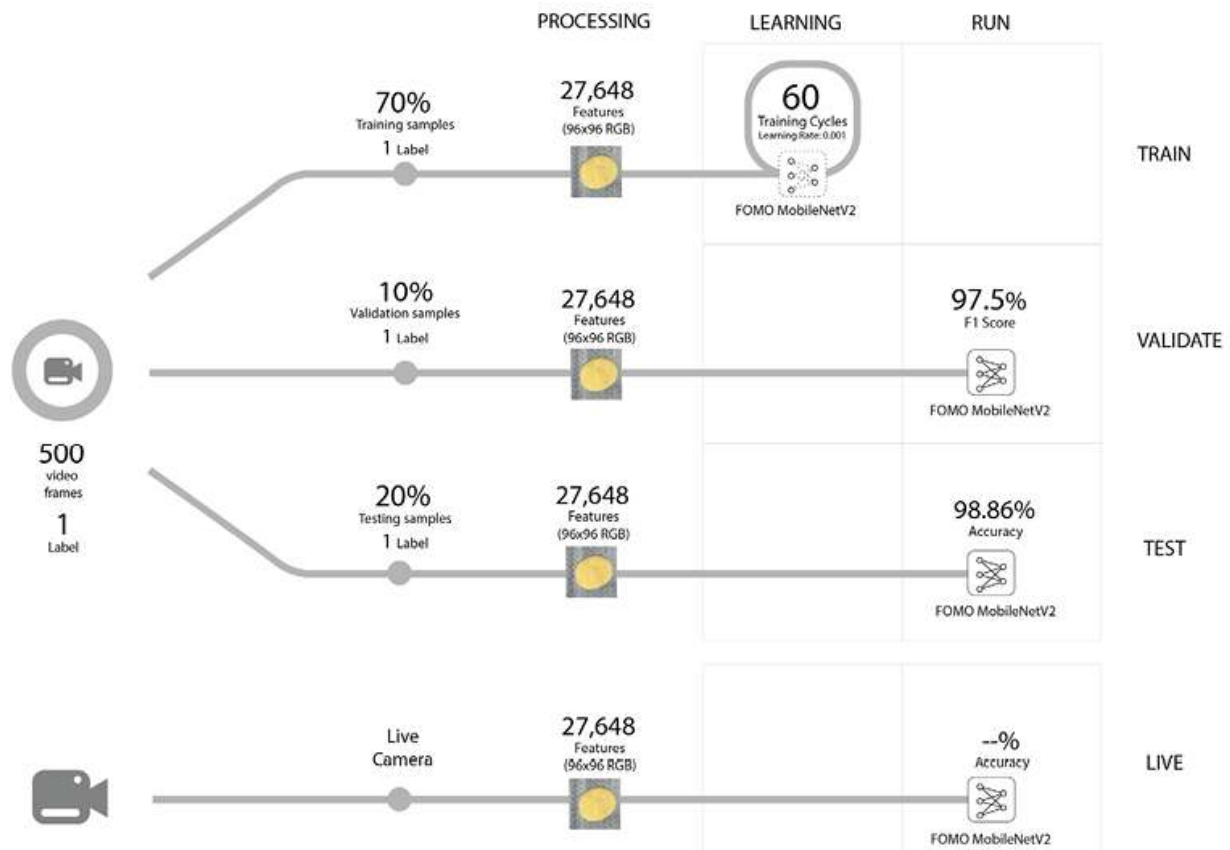 PROCESSING
LEARNING
RUN
70%
Training samples
1 Label
27,648
Features
(96x96 RGB)
60
Training Cycles
Learning Rate: 0.001
FOMO MobileNetV2
TRAIN
10%
Validation samples
1 Label
27,648
Features
(96x96 RGB)
97.5%
F1 Score
FOMO MobileNetV2
VALIDATE
500
video
frames
1
Label
20%
Testing samples
1 Label
27,648
Features
(96x96 RGB)
98.86%
Accuracy
FOMO MobileNetV2
TEST
Live
Camera
27,648
Features
(96x96 RGB)
--%
Accuracy
FOMO MobileNetV2
LIVE